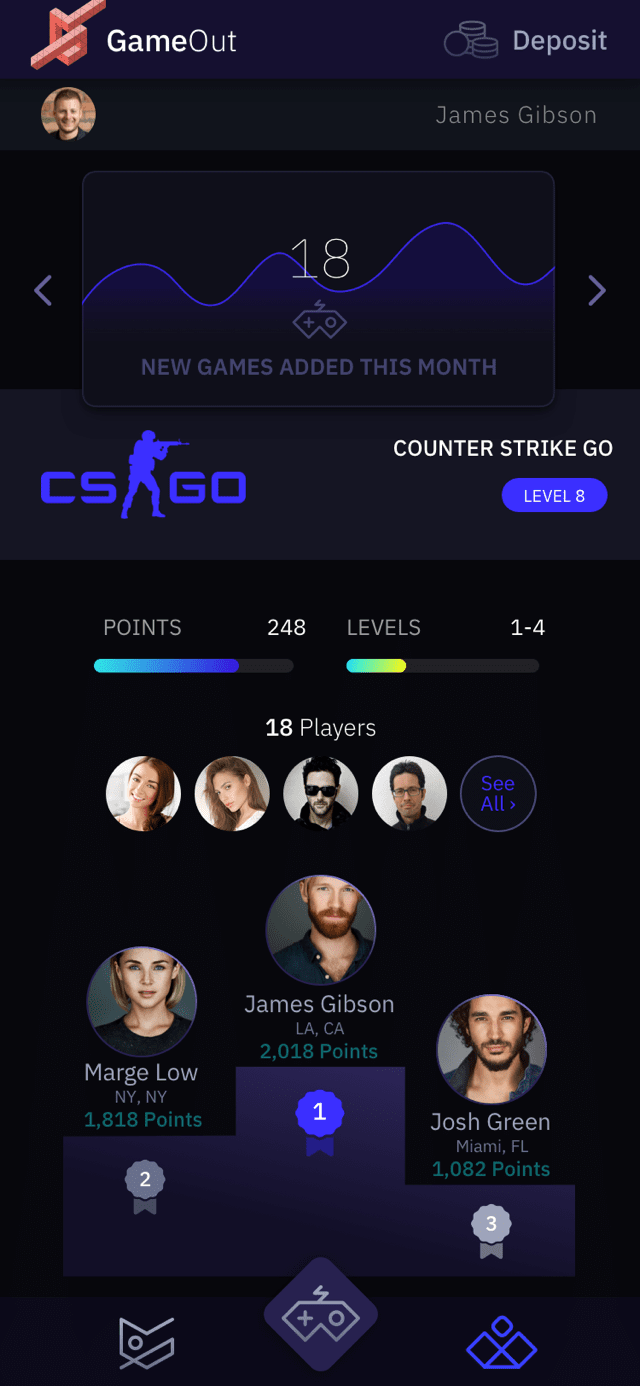 GameOut
Deposit
James Gibson
18
NEW GAMES ADDED THIS MONTH
CS GO
COUNTER STRIKE GO
LEVEL 8
POINTS 248
LEVELS 1-4
18 Players
See
All ›
James Gibson
LA, CA
2,018 Points
Marge Low
NY, NY
1,818 Points
Josh Green
Miami, FL
1,082 Points
1
2
3